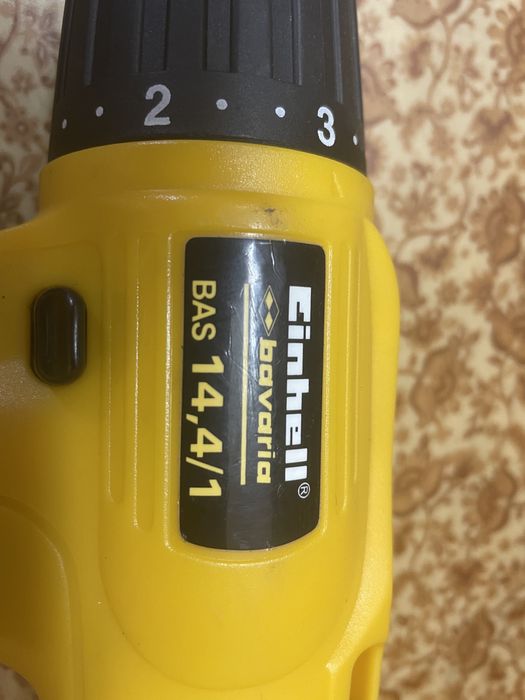 2 3
Einhell®
bavaria
BAS 14,4/1